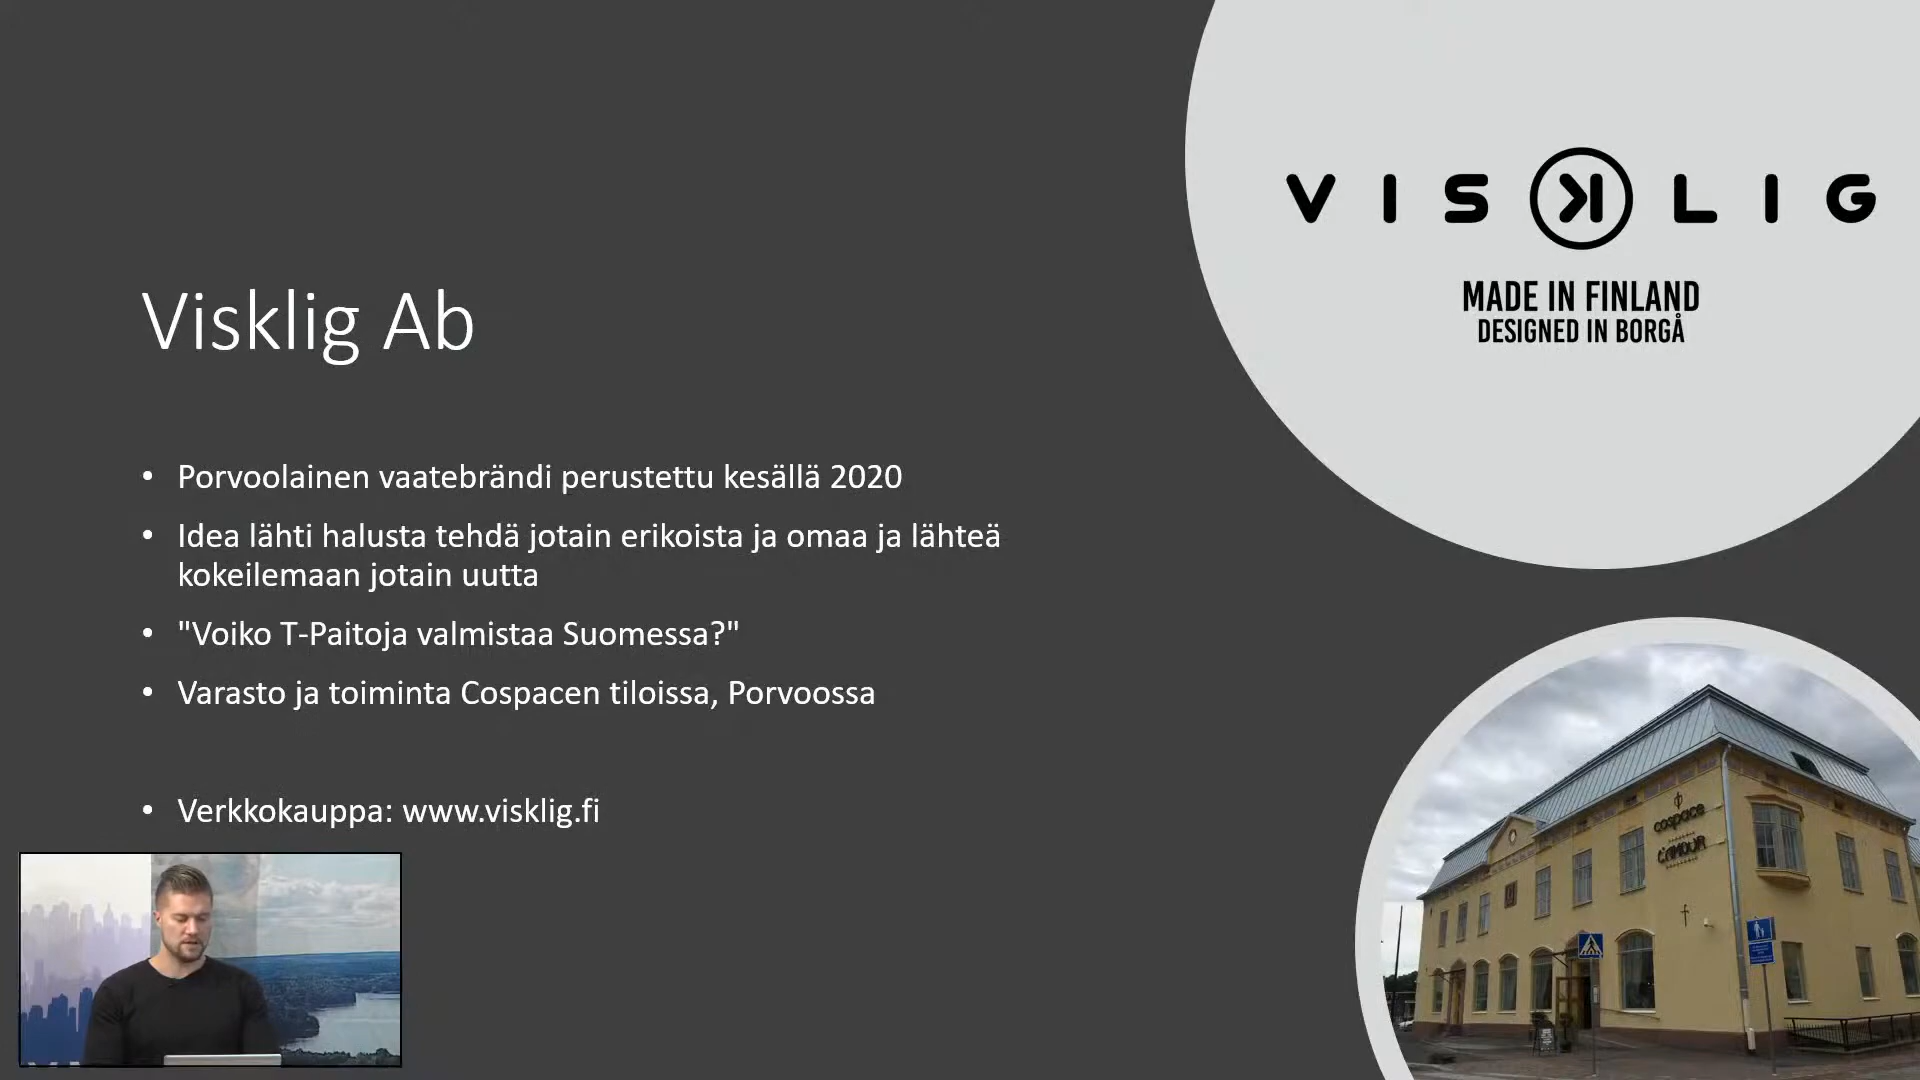 VISKLIG
MADE IN FINLAND
DESIGNED IN BORGÅ
Visklig Ab
• Porvoolainen vaatebrändi perustettu kesällä 2020
• Idea lähti halusta tehdä jotain erikoista ja omaa ja lähteä
kokeilemaan jotain uutta
• "Voiko T-Paitoja valmistaa Suomessa?"
• Varasto ja toiminta Cospacen tiloissa, Porvoossa
• Verkkokauppa: www.visklig.fi
cospace
L'AMOUR